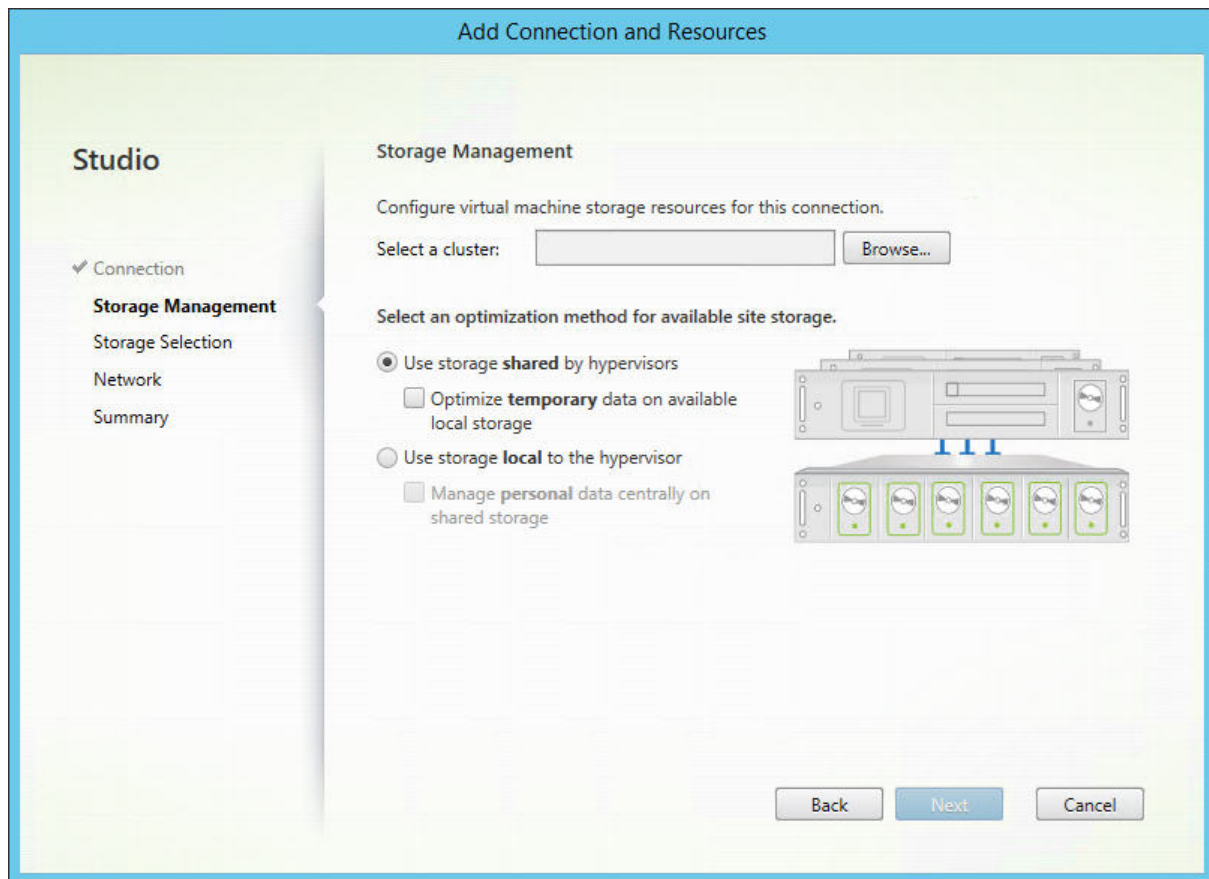 Add Connection and Resources
Studio
Connection
Storage Management
Storage Selection
Network
Summary
Storage Management
Configure virtual machine storage resources for this connection.
Select a cluster:
Browse...
Select an optimization method for available site storage.
Use storage shared by hypervisors
Optimize temporary data on available
local storage
Use storage local to the hypervisor
Manage personal data centrally on
shared storage
Back
Next
Cancel